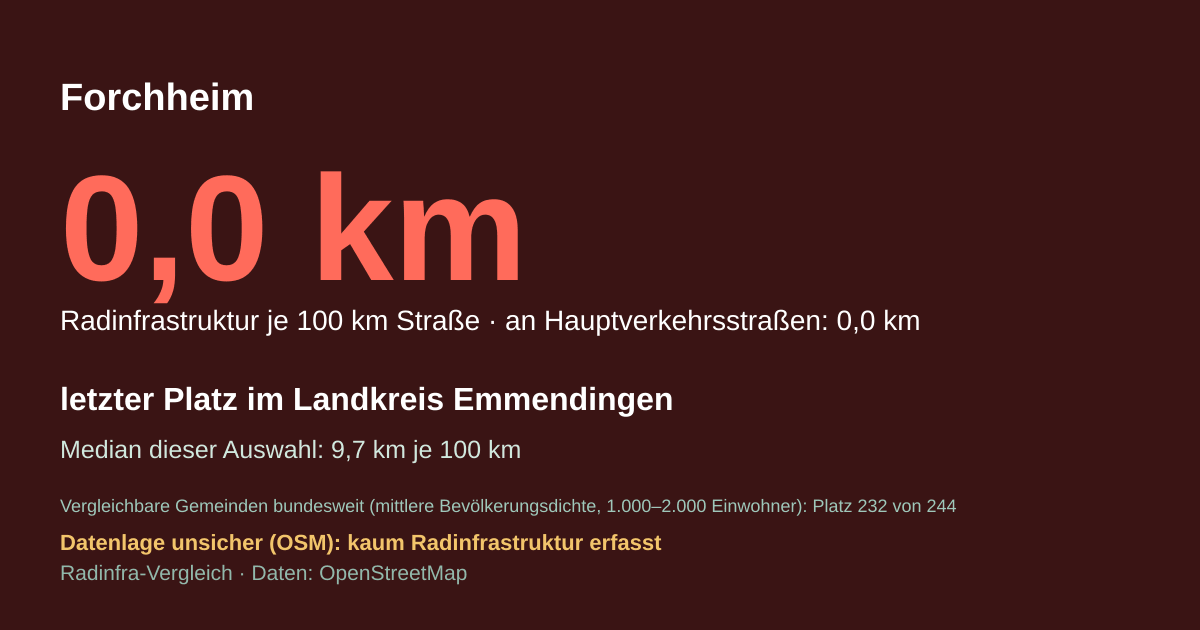 Forchheim
0,0 km
Radinfrastruktur je 100 km Straße · an Hauptverkehrsstraßen: 0,0 km
letzter Platz im Landkreis Emmendingen
Median dieser Auswahl: 9,7 km je 100 km
Vergleichbare Gemeinden bundesweit (mittlere Bevölkerungsdichte, 1.000–2.000 Einwohner): Platz 232 von 244
Datenlage unsicher (OSM): kaum Radinfrastruktur erfasst
Radinfra-Vergleich · Daten: OpenStreetMap